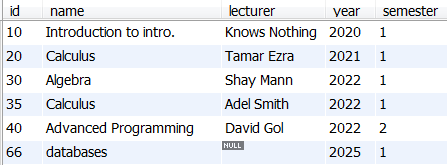 id name lecturer year semester
10 Introduction to intro. Knows Nothing 2020 1
20 Calculus Tamar Ezra 2021 1
30 Algebra Shay Mann 2022 1
35 Calculus Adel Smith 2022 1
40 Advanced Programming David Gol 2022 2
66 databases NULL 2025 1